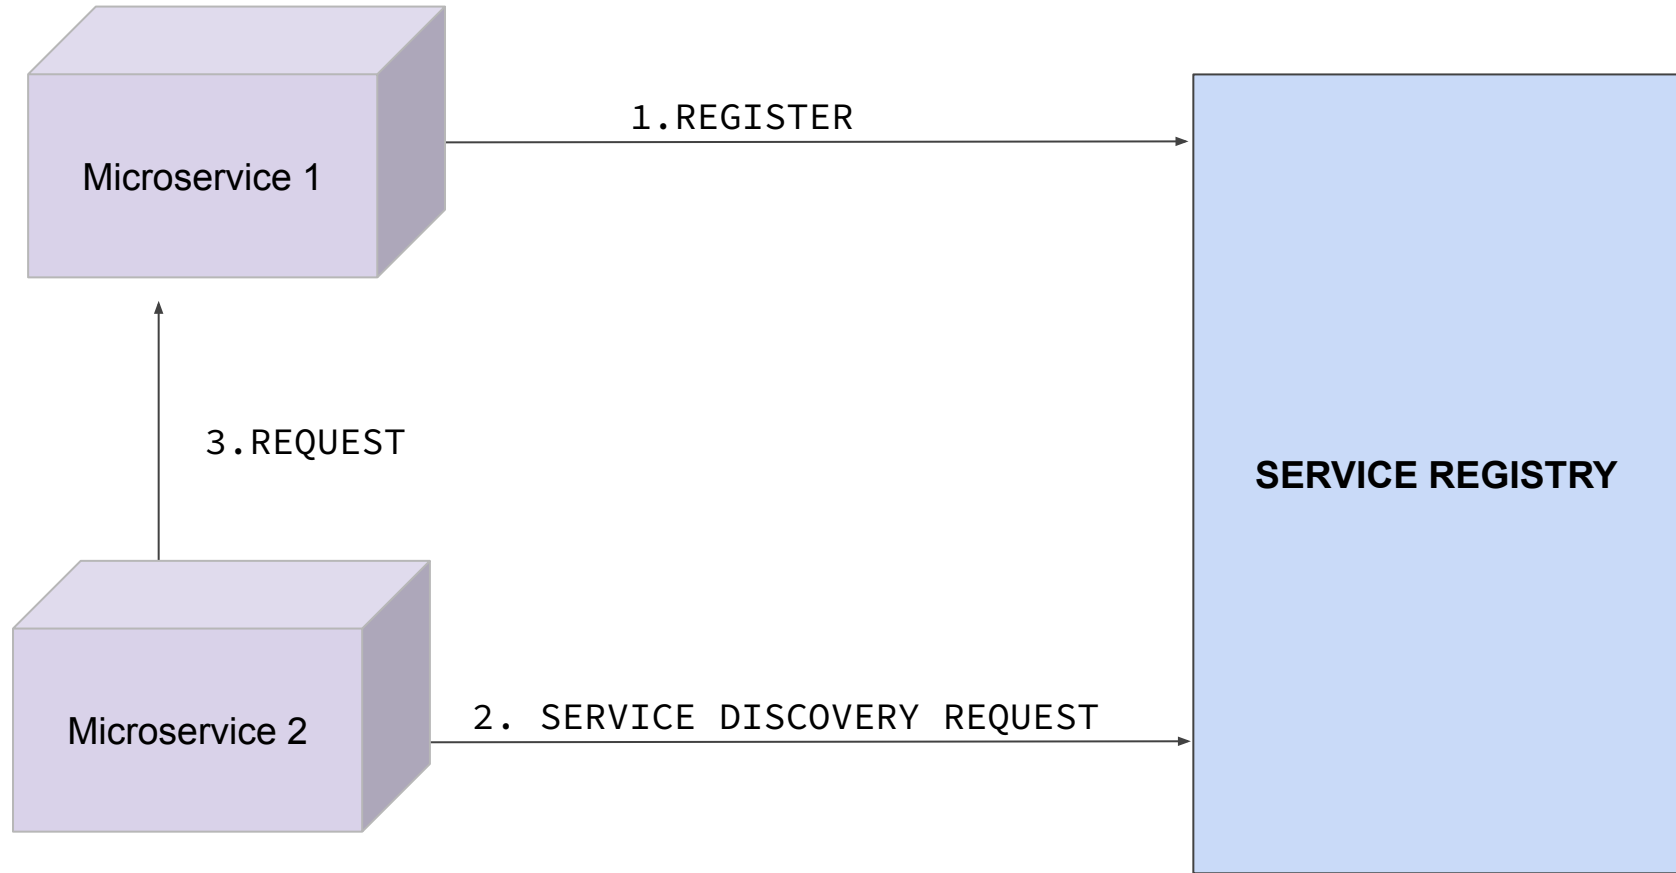 1.REGISTER
Microservice 1
3.REQUEST
SERVICE REGISTRY
2. SERVICE DISCOVERY REQUEST
Microservice 2